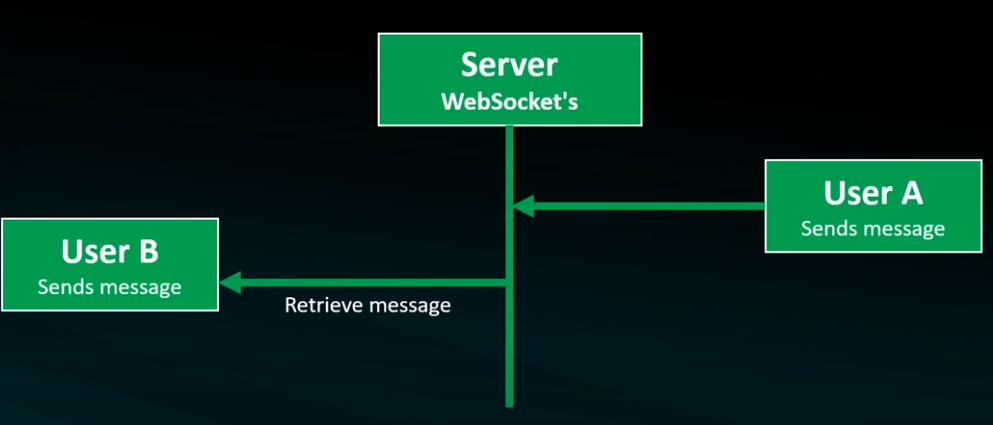 Server
WebSocket's
User A
Sends message
User B
Sends message
Retrieve message